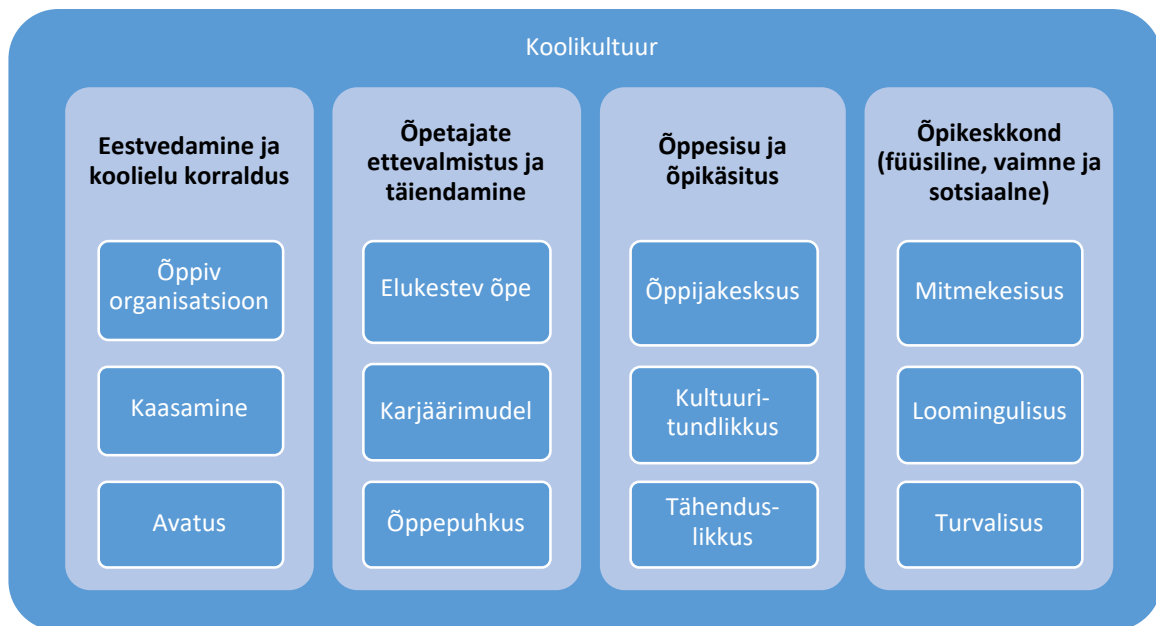 Koolikultuur
Eestvedamine ja
koolielu korraldus
Õppiv
organisatsioon
Kaasamine
Avatus
Õpetajate
ettevalmistus ja
täiendamine
Elukestev õpe
Karjäärimudel
Õppepuhkus
Õppesisu ja
õpikäsitus
Õppijakesksus
Kultuuri-
tundlikkus
Tähendus-
likkus
Õpikeskkond
(füüsiline, vaimne ja
sotsiaalne)
Mitmekesisus
Loomingulisus
Turvalisus